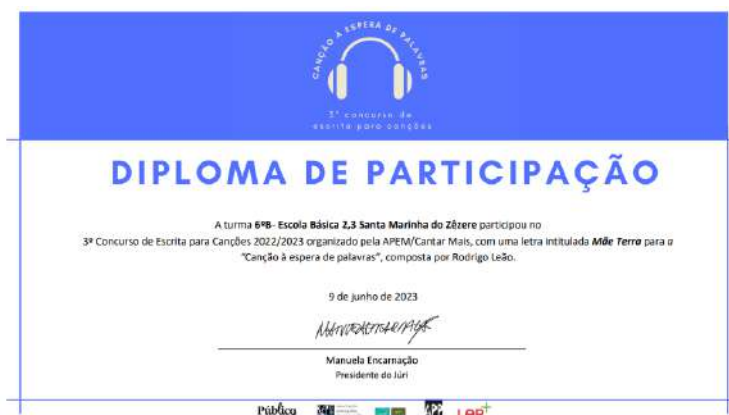 CANÇÃO À ESPERA DE PALAVRAS
3º concurso de
escrita para canções
DIPLOMA DE PARTICIPAÇÃO
A turma 6ºB- Escola Básica 2,3 Santa Marinha do Zêzere participou no
3º Concurso de Escrita para Canções 2022/2023 organizado pela APEM/Cantar Mais, com uma letra intitulada Mãe Terra para a
"Canção à espera de palavras", composta por Rodrigo Leão.
9 de junho de 2023
Manuela Encarnação
Presidente do Júri
Público LER+